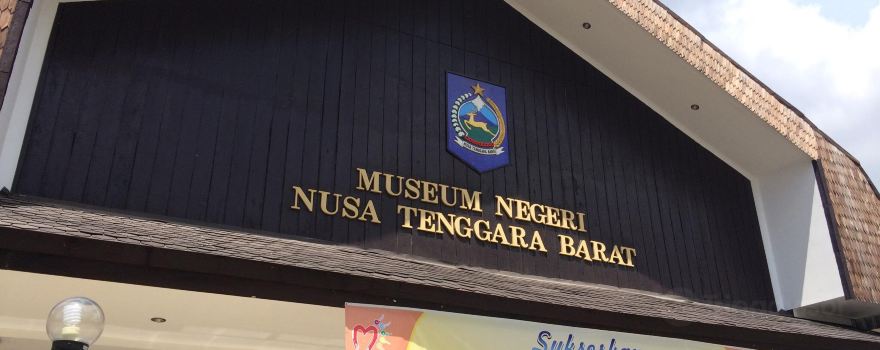 MUSEUM NEGERI
NUSA TENGGARA BARAT